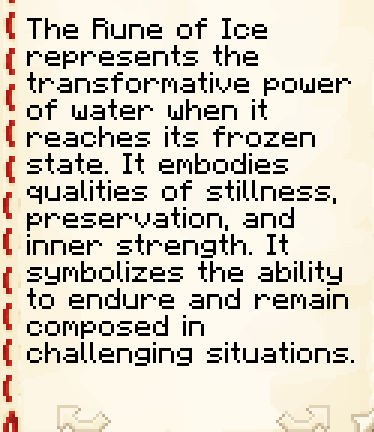 The Rune of Ice
represents the
transformative power
of water when it
reaches its frozen
state. It embodies
qualities of stillness,
preservation, and
inner strength. It
symbolizes the ability
to endure and remain
composed in
challenging situations.